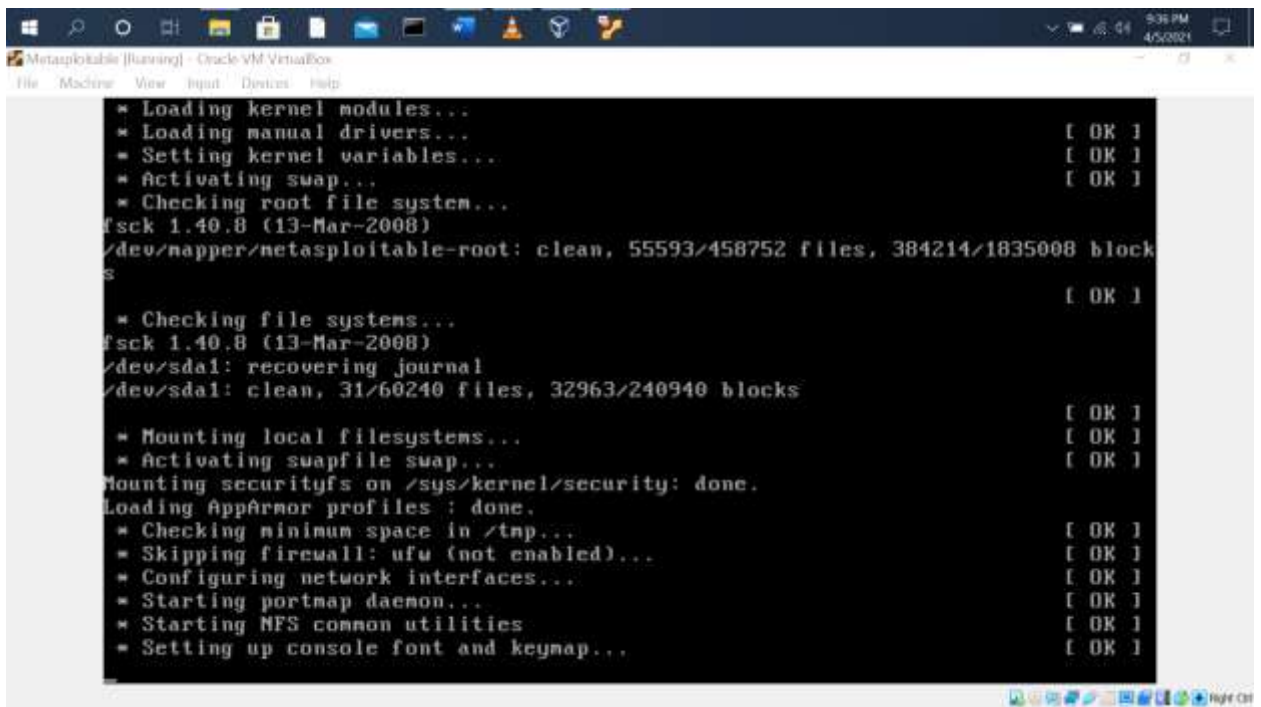 9:36 PM
4/5/2021
Metasploitable [Running] - Oracle VM VirtualBox
File Machine View Input Devices Help
* Loading kernel modules...
* Loading manual drivers... [ OK ]
* Setting kernel variables... [ OK ]
* Activating swap... [ OK ]
* Checking root file system...
fsck 1.40.8 (13-Mar-2008)
/dev/mapper/metasploitable-root: clean, 55593/458752 files, 384214/1835008 block
s
[ OK ]
* Checking file systems...
fsck 1.40.8 (13-Mar-2008)
/dev/sda1: recovering journal
/dev/sda1: clean, 31/60240 files, 32963/240940 blocks
[ OK ]
* Mounting local filesystems... [ OK ]
* Activating swapfile swap... [ OK ]
Mounting securityfs on /sys/kernel/security: done.
Loading AppArmor profiles : done.
* Checking minimum space in /tmp... [ OK ]
* Skipping firewall: ufw (not enabled)... [ OK ]
* Configuring network interfaces... [ OK ]
* Starting portmap daemon... [ OK ]
* Starting NFS common utilities [ OK ]
* Setting up console font and keymap... [ OK ]
Right Ctrl